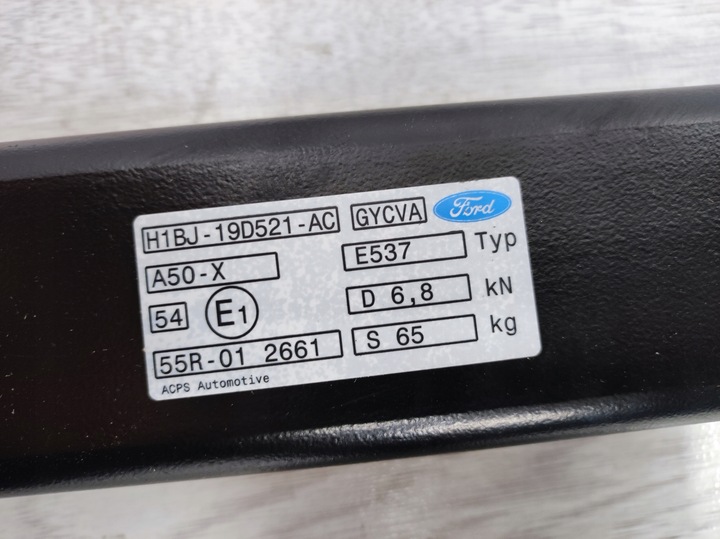 H1BJ-19D521-AC GYCVA Ford
A50-X E537 Typ
54 E1 D 6,8 kN
55R-01 2661 S 65 kg
ACPS Automotive